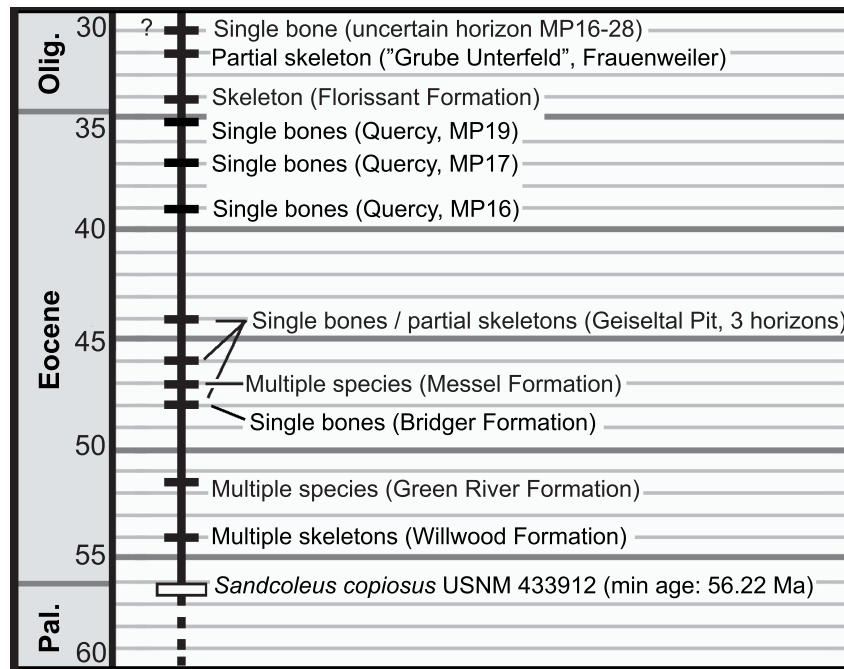 30
? Single bone (uncertain horizon MP16-28)
Partial skeleton ("Grube Unterfeld”, Frauenweiler)
Olig.
Skeleton (Florissant Formation)
35
Single bones (Quercy, MP19)
Single bones (Quercy, MP17)
Single bones (Quercy, MP16)
40
Single bones / partial skeletons (Geiseltal Pit, 3 horizons)
45
Eocene
Multiple species (Messel Formation)
Single bones (Bridger Formation)
50
Multiple species (Green River Formation)
Multiple skeletons (Willwood Formation)
55
Sandcoleus copiosus USNM 433912 (min age: 56.22 Ma)
Pal.
60